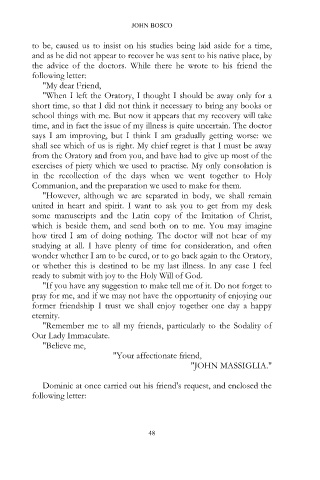 JOHN BOSCO
to be, caused us to insist on his studies being laid aside for a time,
and as he did not appear to recover he was sent to his native place, by
the advice of the doctors. While there he wrote to his friend the
following letter:
"My dear Friend,
"When I left the Oratory, I thought I should be away only for a
short time, so that I did not think it necessary to bring any books or
school things with me. But now it appears that my recovery will take
time, and in fact the issue of my illness is quite uncertain. The doctor
says I am improving, but I think I am gradually getting worse: we
shall see which of us is right. My chief regret is that I must be away
from the Oratory and from you, and have had to give up most of the
exercises of piety which we used to practise. My only consolation is
in the recollection of the days when we went together to Holy
Communion, and the preparation we used to make for them.
"However, although we are separated in body, we shall remain
united in heart and spirit. I want to ask you to get from my desk
some manuscripts and the Latin copy of the Imitation of Christ,
which is beside them, and send both on to me. You may imagine
how tired I am of doing nothing. The doctor will not hear of my
studying at all. I have plenty of time for consideration, and often
wonder whether I am to be cured, or to go back again to the Oratory,
or whether this is destined to be my last illness. In any case I feel
ready to submit with joy to the Holy Will of God.
"If you have any suggestion to make tell me of it. Do not forget to
pray for me, and if we may not have the opportunity of enjoying our
former friendship I trust we shall enjoy together one day a happy
eternity.
"Remember me to all my friends, particularly to the Sodality of
Our Lady Immaculate.
"Believe me,
"Your affectionate friend,
"JOHN MASSIGLIA."
Dominic at once carried out his friend's request, and enclosed the
following letter:
48